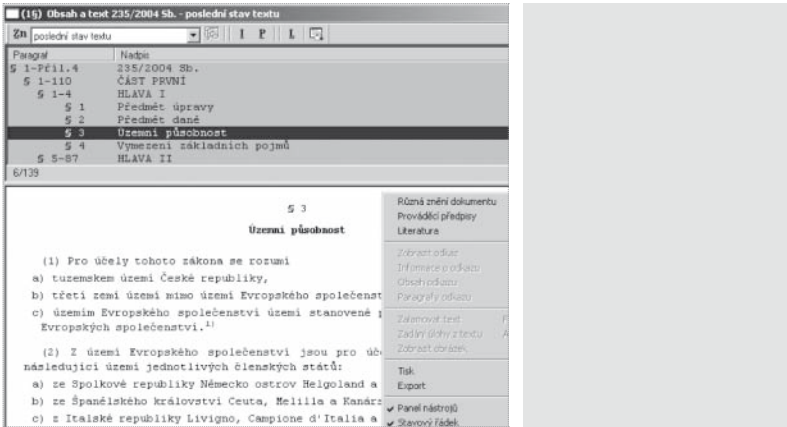 (1§) Obsah a text 235/2004 Sb. - poslední stav textu
Zn poslední stav textu I P L
Paragraf Nadpis
§ 1-Příl.4 235/2004 Sb.
§ 1-110 ČÁST PRVNÍ
§ 1-4 HLAVA I
§ 1 Předmět úpravy
§ 2 Předmět daně
§ 3 Územní působnost
§ 4 Vymezení základních pojmů
§ 5-87 HLAVA II
6/139
§ 3
Územní působnost
(1) Pro účely tohoto zákona se rozumí
a) tuzemskem území České republiky,
b) třetí zemí území mimo území Evropského společenst
c) územím Evropského společenství území stanovené
Evropských společenství.1)
(2) Z území Evropského společenství jsou pro úč
následující území jednotlivých členských států:
a) ze Spolkové republiky Německo ostrov Helgoland a
b) ze Španělského království Ceuta, Melilla a Kanárs
c) z Italské republiky Livigno, Campione d'Italia a
Různá znění dokumentu
Prováděcí předpisy
Literatura
Zobrazit odkaz
Informace o odkazu
Obsah odkazu
Paragrafy odkazu
Zalamovat text F
Zadání úlohy z textu A
Zobrazit obrázek
Tisk
Export
Panel nástrojů
Stavový řádek